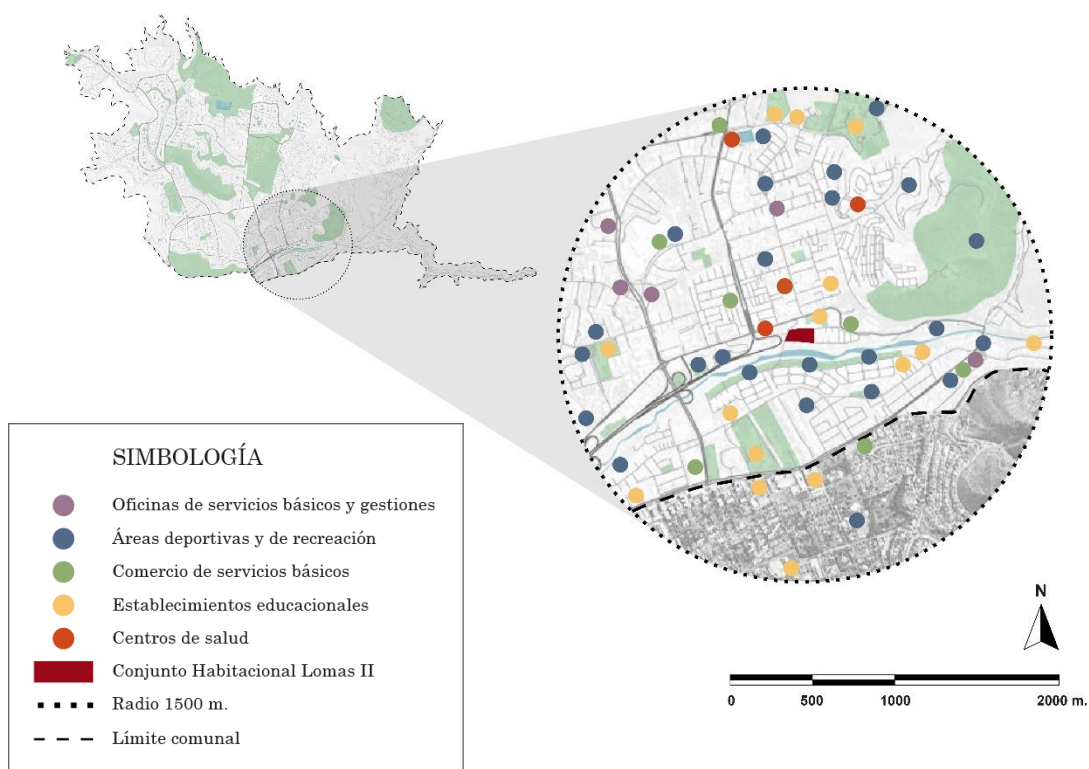 SIMBOLOGÍA
Oficinas de servicios básicos y gestiones
Áreas deportivas y de recreación
Comercio de servicios básicos
Establecimientos educacionales
Centros de salud
Conjunto Habitacional Lomas II
Radio 1500 m.
Límite comunal
N
0 500 1000 2000 m.